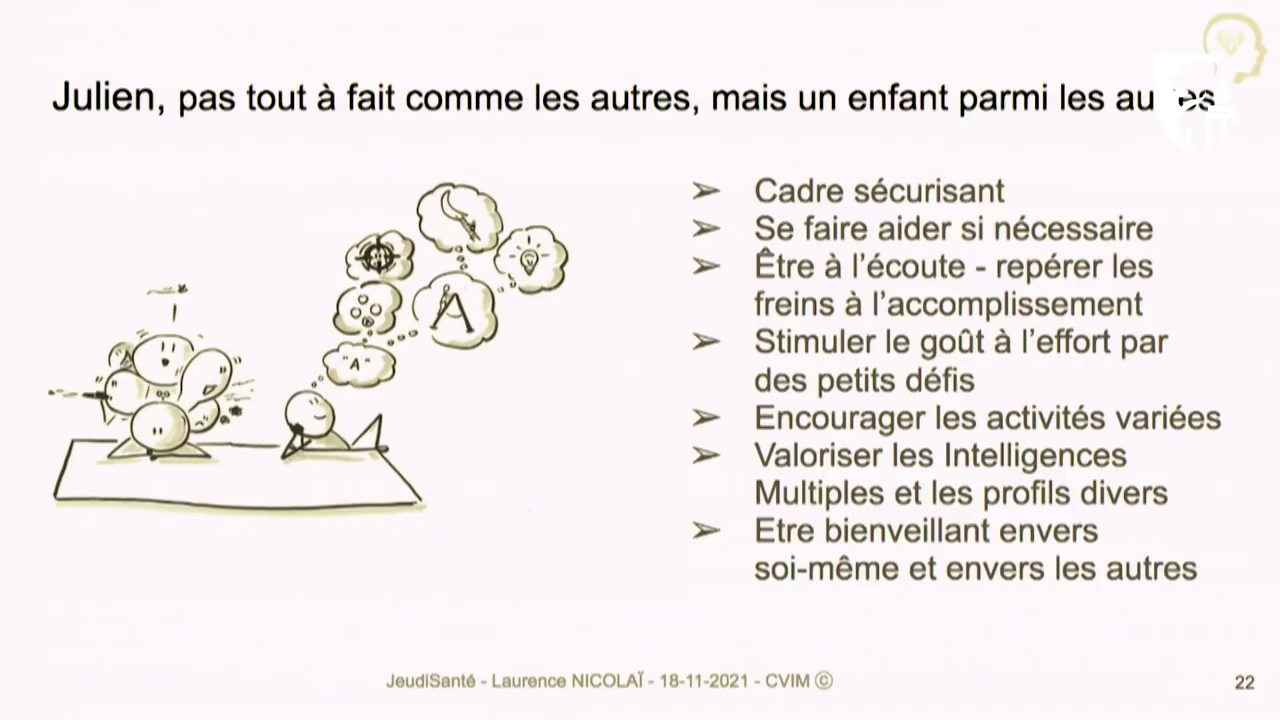 Julien, pas tout à fait comme les autres, mais un enfant parmi les autres
➢ Cadre sécurisant
➢ Se faire aider si nécessaire
➢ Être à l'écoute - repérer les
freins à l'accomplissement
➢ Stimuler le goût à l'effort par
des petits défis
➢ Encourager les activités variées
➢ Valoriser les Intelligences
Multiples et les profils divers
➢ Etre bienveillant envers
soi-même et envers les autres
"A"
A
JeudiSanté - Laurence NICOLAÏ - 18-11-2021 - CVIM ©
22